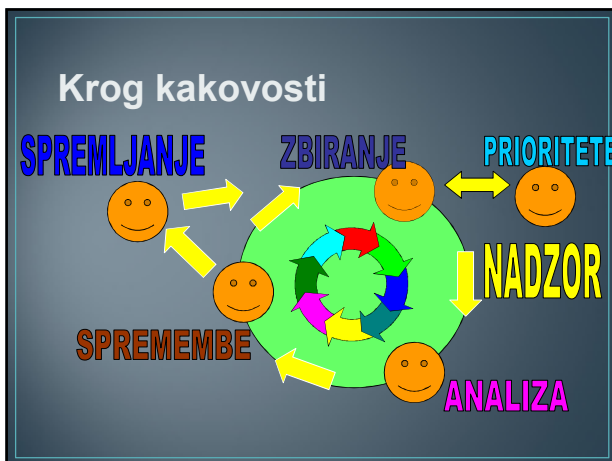 Krog kakovosti
SPREMLJANJE
ZBIRANJE
PRIORITETE
NADZOR
SPREMEMBE
ANALIZA